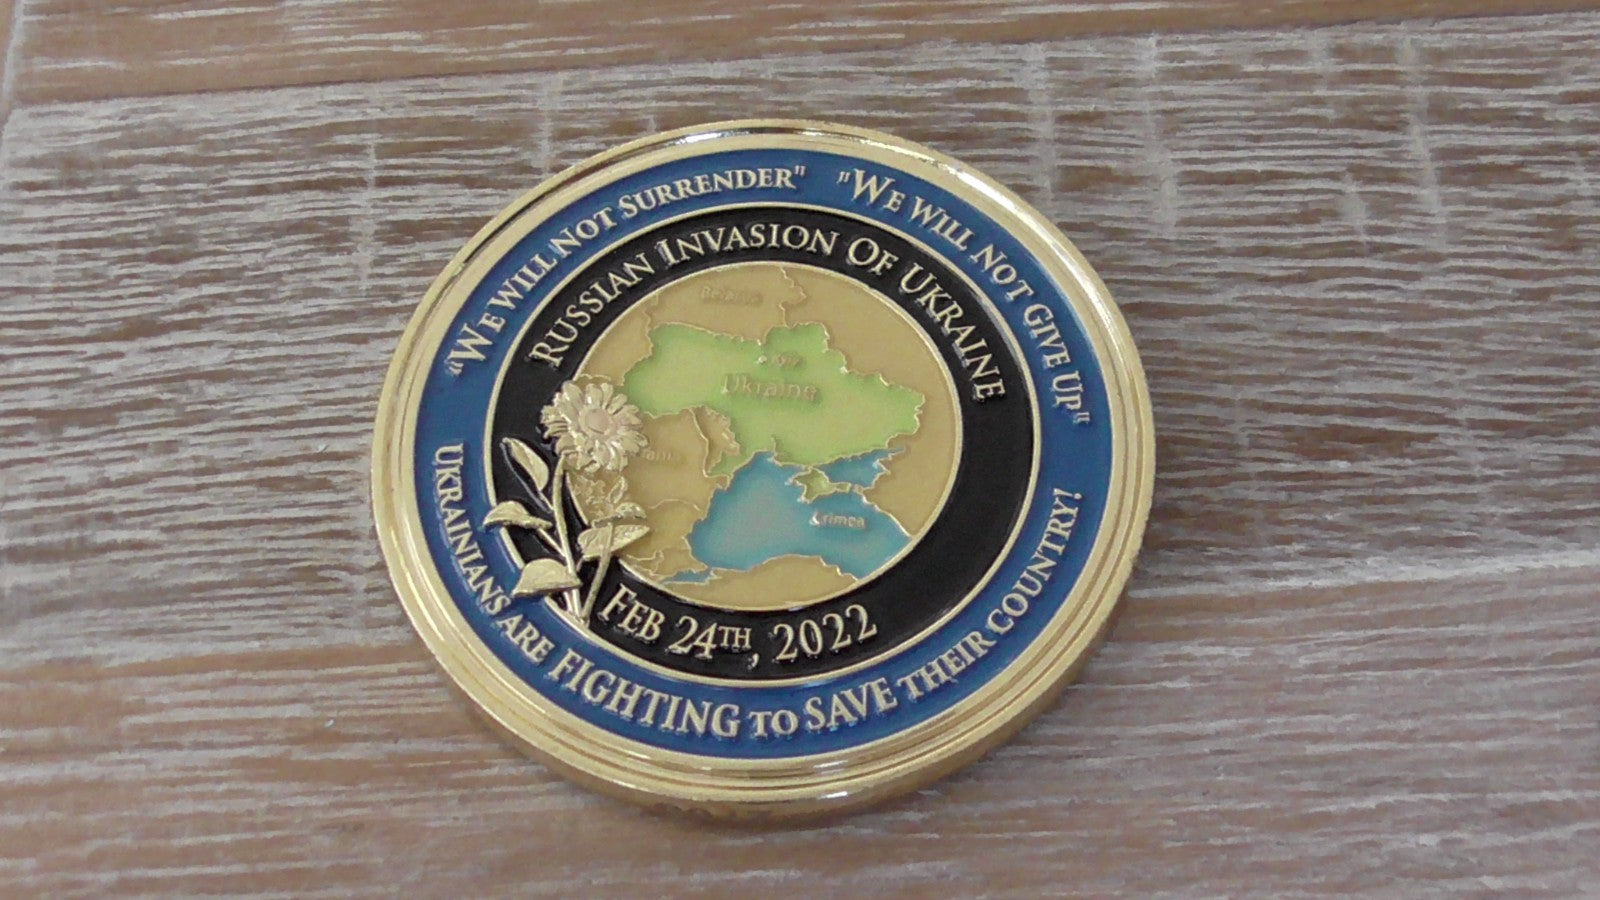 "We will not surrender" "We will not give up"
Russian Invasion Of Ukraine
Belarus
Kyiv
Ukraine
Crimea
Feb 24th, 2022
Ukrainians are FIGHTING to SAVE their country!